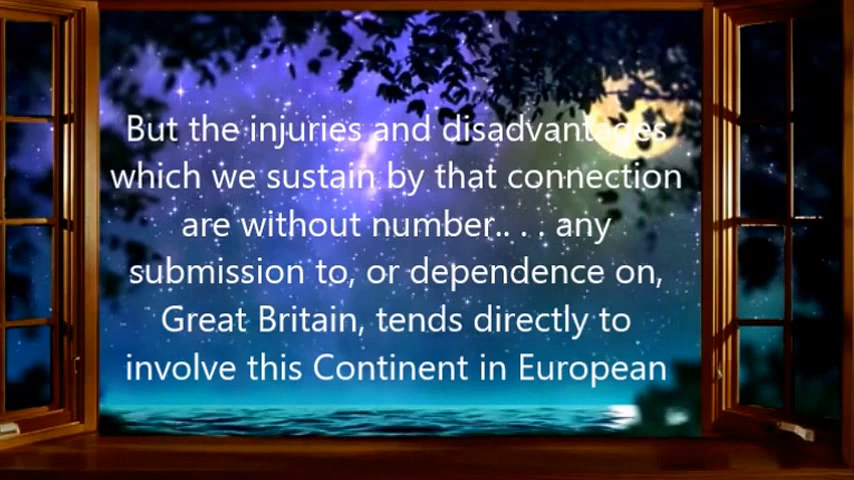 But the injuries and disadvantages
which we sustain by that connection
are without number.. . . any
submission to, or dependence on,
Great Britain, tends directly to
involve this Continent in European